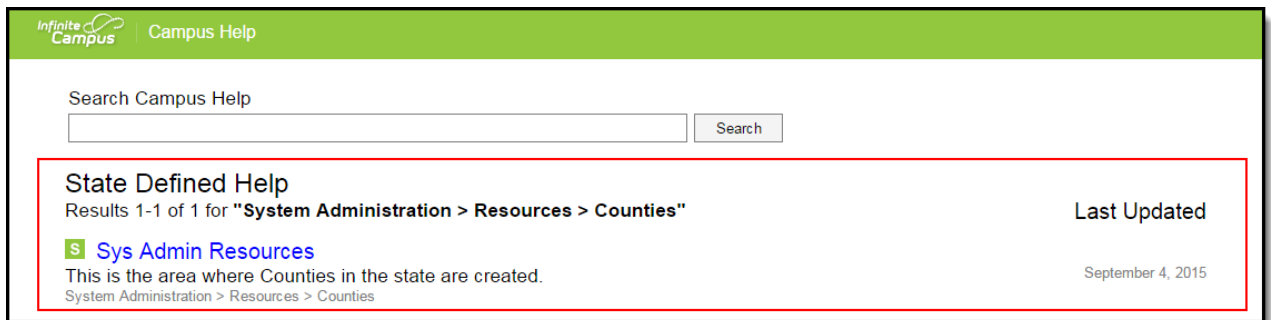 Infinite Campus
Campus Help
Search Campus Help
Search
State Defined Help
Results 1-1 of 1 for "System Administration > Resources > Counties"
Last Updated
S Sys Admin Resources
This is the area where Counties in the state are created.
September 4, 2015
System Administration > Resources > Counties